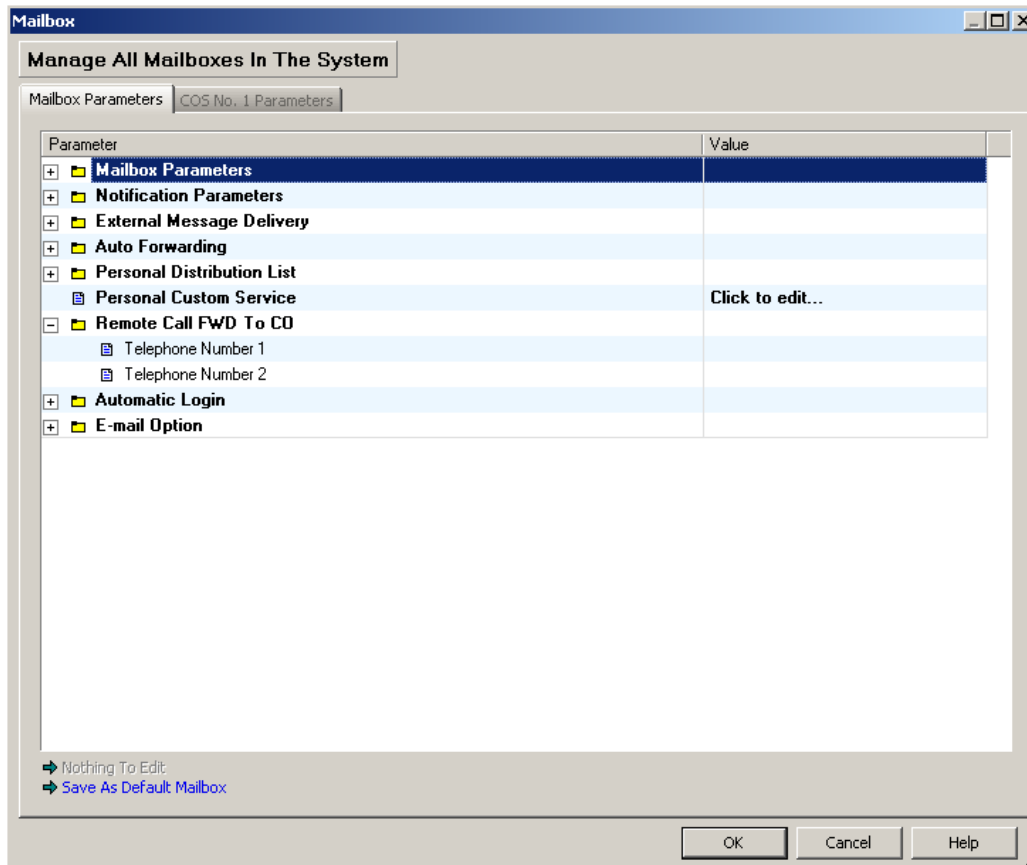 Mailbox
Manage All Mailboxes In The System
Mailbox Parameters COS No. 1 Parameters
Parameter Value
Mailbox Parameters
Notification Parameters
External Message Delivery
Auto Forwarding
Personal Distribution List
Personal Custom Service Click to edit...
Remote Call FWD To CO
Telephone Number 1
Telephone Number 2
Automatic Login
E-mail Option
Nothing To Edit
Save As Default Mailbox
OK Cancel Help